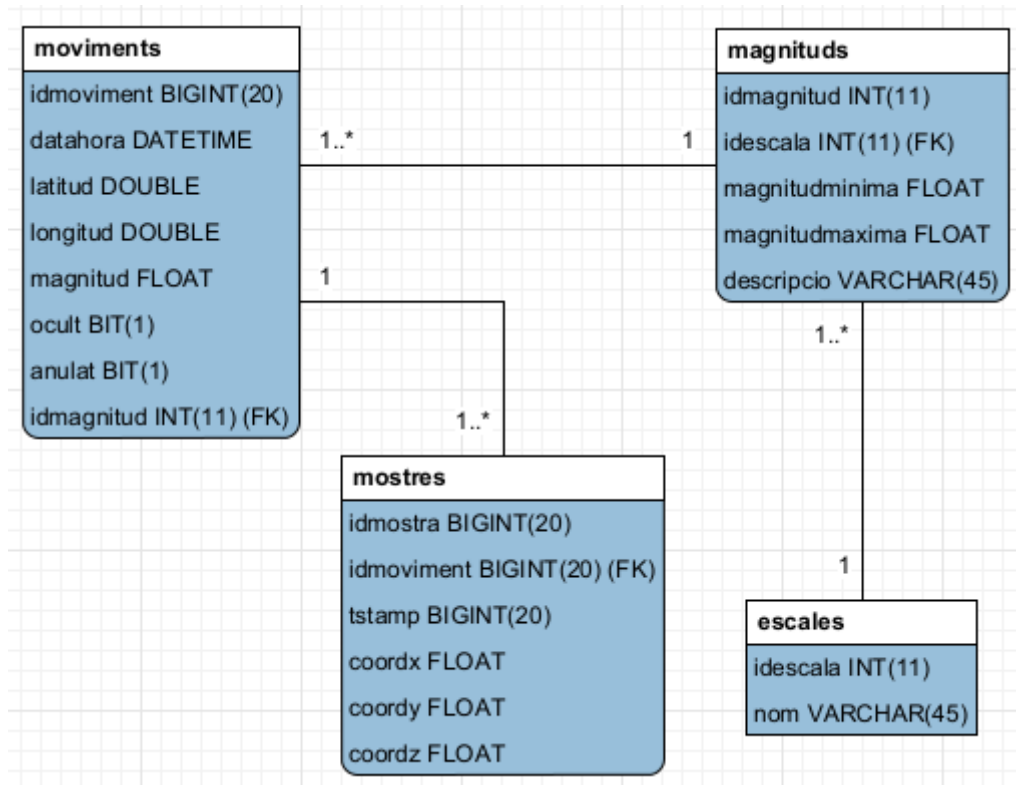 moviments
idmoviment BIGINT(20)
datahora DATETIME
latitud DOUBLE
longitud DOUBLE
magnitud FLOAT
ocult BIT(1)
anulat BIT(1)
idmagnitud INT(11) (FK)
1..*
1
magnituds
idmagnitud INT(11)
idescala INT(11) (FK)
magnitudminima FLOAT
magnitudmaxima FLOAT
descripcio VARCHAR(45)
1
1..*
mostres
idmostra BIGINT(20)
idmoviment BIGINT(20) (FK)
tstamp BIGINT(20)
coordx FLOAT
coordy FLOAT
coordz FLOAT
1..*
1
escales
idescala INT(11)
nom VARCHAR(45)